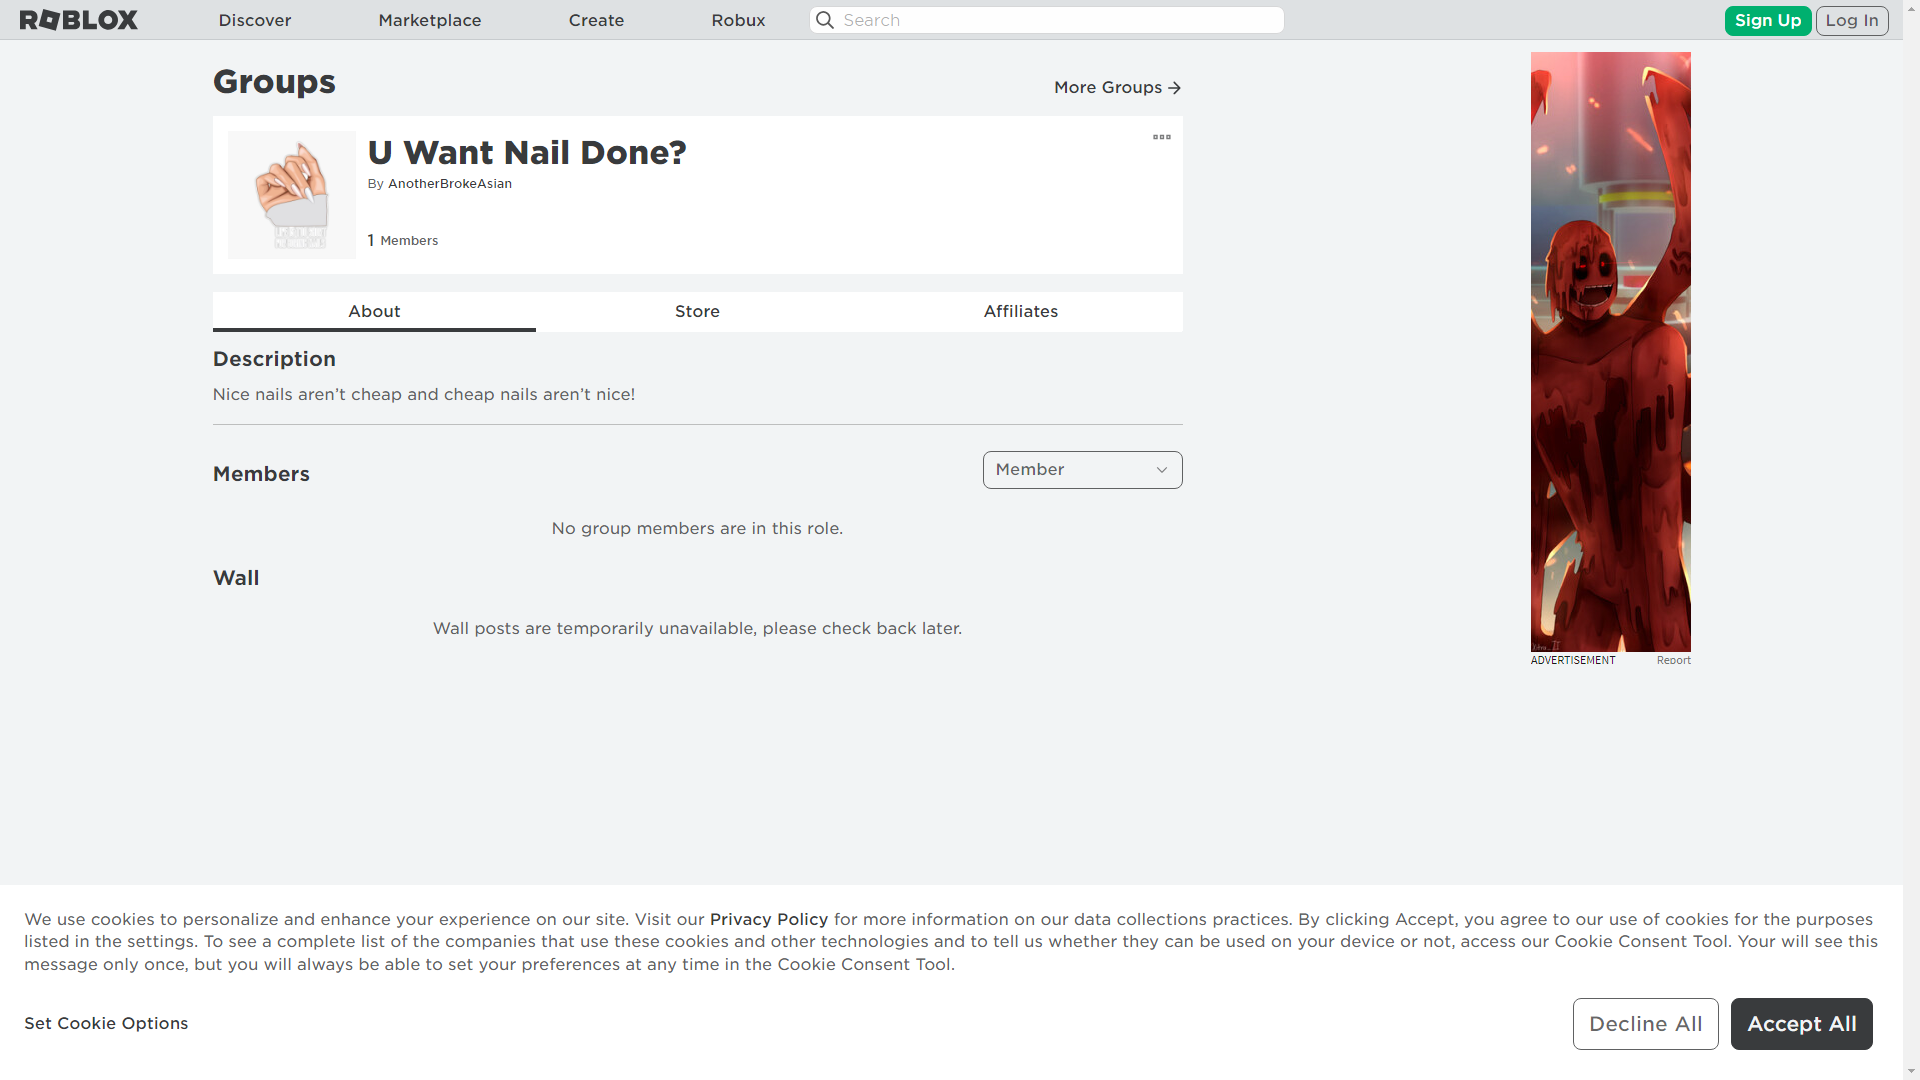 ROBLOX
Discover
Marketplace
Create
Robux
Search
Sign Up
Log In
Groups
More Groups
U Want Nail Done?
By AnotherBrokeAsian
1 Members
About
Store
Affiliates
Description
Nice nails aren’t cheap and cheap nails aren’t nice!
Members
Member
No group members are in this role.
Wall
Wall posts are temporarily unavailable, please check back later.
ADVERTISEMENT
Report
We use cookies to personalize and enhance your experience on our site. Visit our Privacy Policy for more information on our data collections practices. By clicking Accept, you agree to our use of cookies for the purposes
listed in the settings. To see a complete list of the companies that use these cookies and other technologies and to tell us whether they can be used on your device or not, access our Cookie Consent Tool. Your will see this
message only once, but you will always be able to set your preferences at any time in the Cookie Consent Tool.
Set Cookie Options
Decline All
Accept All